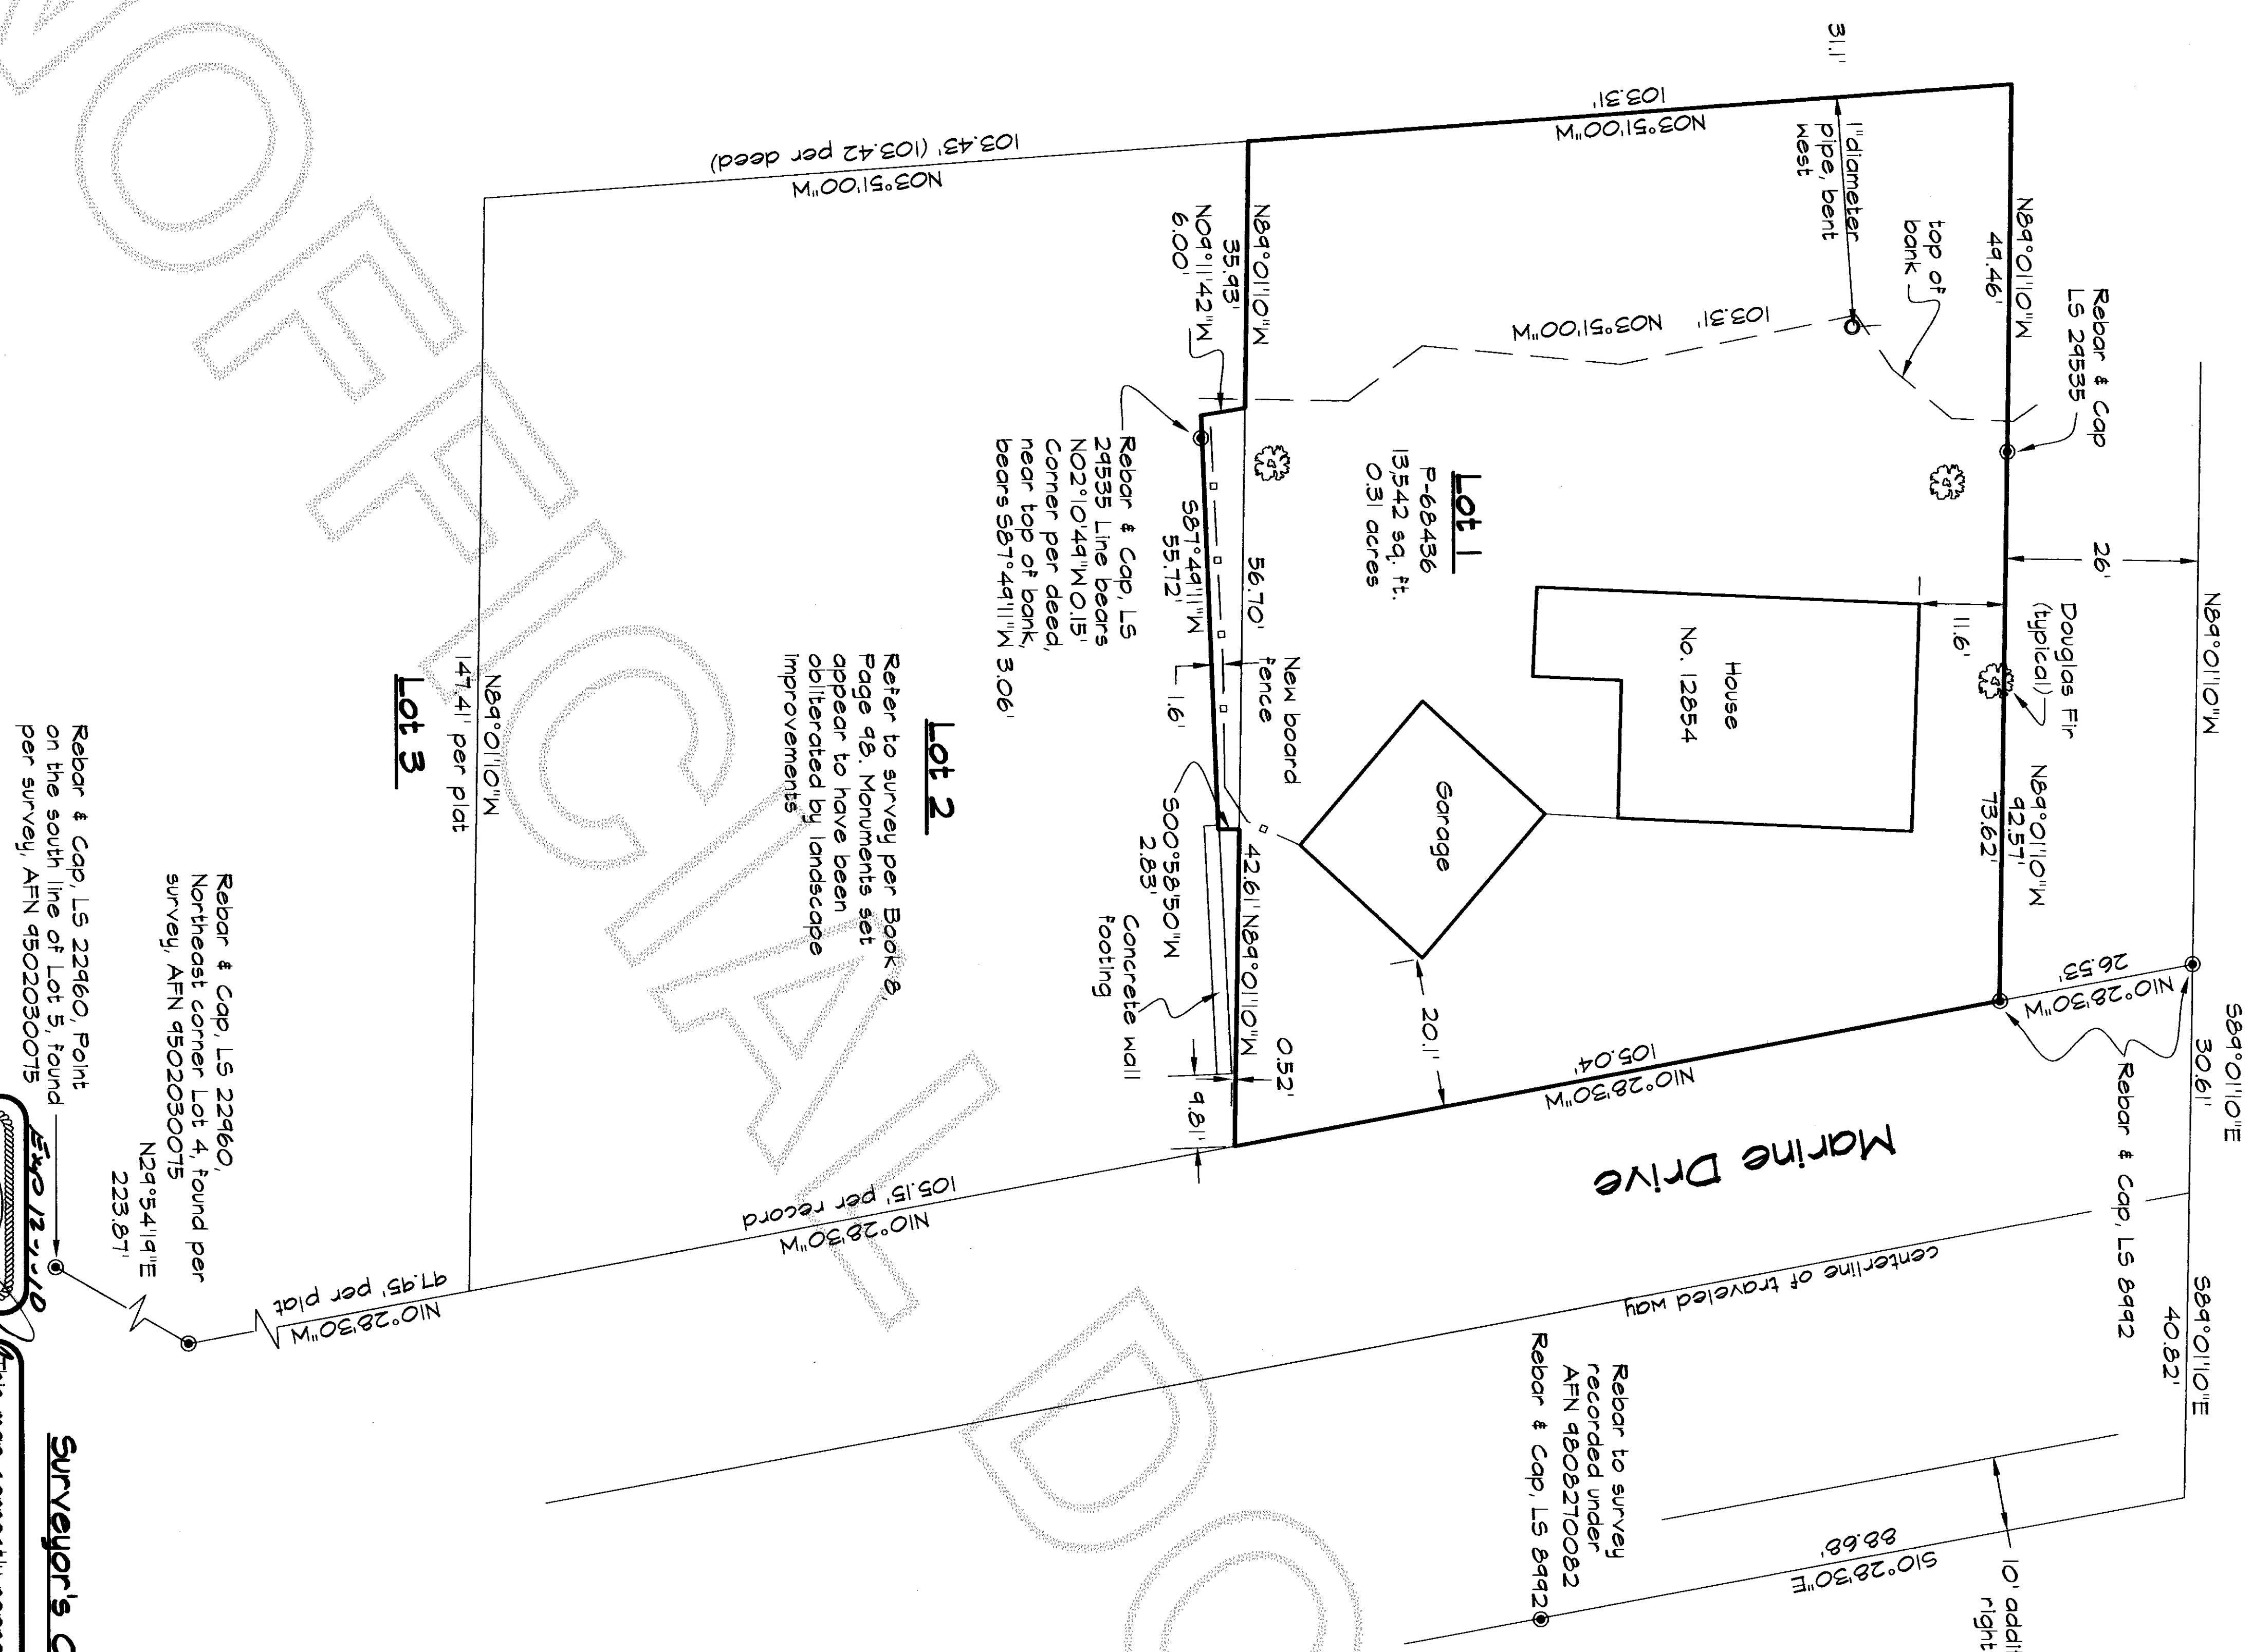 S89°01'10"E
30.61'
S89°01'10"E
40.82'
N89°01'10"W
26'
N10°28'30"W
26.53'
Rebar & Cap, LS 8992
Rebar & Cap
LS 29535
N89°01'10"W
49.46'
top of
bank
Douglas Fir
(typical)
N89°01'10"W
92.57'
73.62'
11.6'
31.1'
1"diameter
pipe, bent
west
103.31'
N03°51'00"W
103.31'
N03°51'00"W
House
No. 12854
Garage
20.1'
105.04'
N10°28'30"W
Marine Drive
centerline of traveled way
10' addi
right
S10°28'30"E
88.68'
Rebar to survey
recorded under
AFN 9808270082
Rebar & Cap, LS 8992
Lot 1
P-68436
13,542 sq. ft.
0.31 acres
N89°01'10"W
35.93'
N09°11'42"W
6.00'
56.70'
New board
fence
S87°49'11"W
55.72'
1.6'
42.61' N89°01'10"W
0.52'
9.81'
S00°58'50"W
2.83'
Concrete wall
footing
Rebar & Cap, LS
29535 Line bears
N02°10'49"W 0.15'
Corner per deed,
near top of bank,
bears S87°49'11"W 3.06'
103.43' (103.42 per deed)
N03°51'00"W
Lot 2
Refer to survey per Book 8,
Page 98. Monuments set
appear to have been
obliterated by landscape
improvements
105.15' per record
N10°28'30"W
N89°01'10"W
147.41' per plat
Lot 3
97.95' per plat
N10°28'30"W
Rebar & Cap, LS 22960,
Northeast corner Lot 4, found per
survey, AFN 9502030075
N29°54'19"E
223.87'
Rebar & Cap, LS 22960, Point
on the south line of Lot 5, found
per survey, AFN 9502030075
Surveyor's C
This map correctly
UNOFFICIAL DO